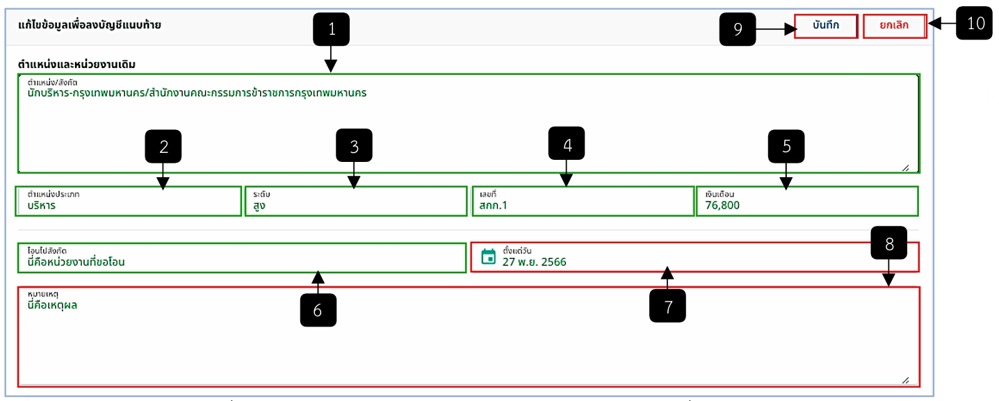 แก้ไขข้อมูลเพื่อลงบัญชีแนบท้าย
1
9
บันทึก
ยกเลิก
10
ตำแหน่งและหน่วยงานเดิม
ตำแหน่ง/สังกัด
นักบริหาร-กรุงเทพมหานคร/สำนักงานคณะกรรมการข้าราชการกรุงเทพมหานคร
2
3
4
5
ตำแหน่งประเภท
บริหาร
ระดับ
สูง
เลขที่
สกก.1
เงินเดือน
76,800
โอนไปสังกัด
นี่คือหน่วยงานที่ขอโอน
ตั้งแต่วัน
27 พ.ย. 2566
8
หมายเหตุ
นี่คือเหตุผล
6
7